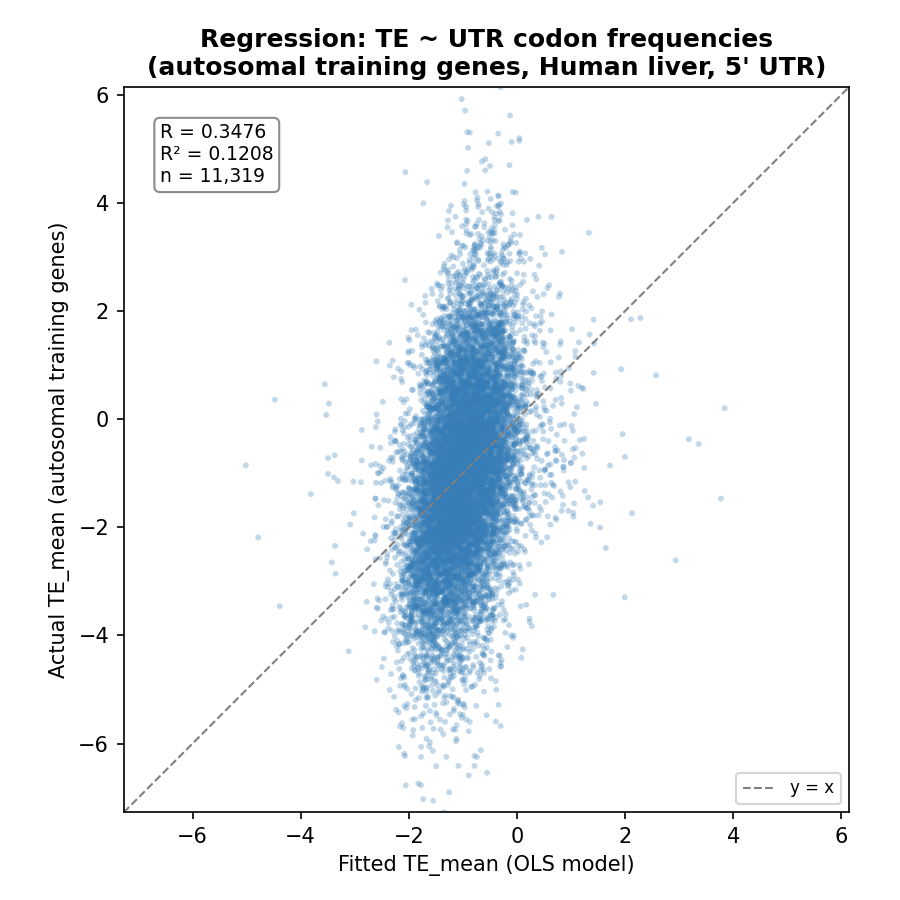 Regression: TE ~ UTR codon frequencies
(autosomal training genes, Human liver, 5' UTR)
R = 0.3476
R² = 0.1208
n = 11,319
Actual TE_mean (autosomal training genes)
6
4
2
0
−2
−4
−6
y = x
−6 −4 −2 0 2 4 6
Fitted TE_mean (OLS model)